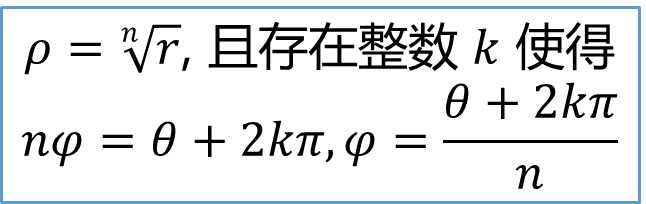 ρ = ⁿ√r, 且存在整数 k 使得
nφ = θ + 2kπ, φ = (θ + 2kπ)/n